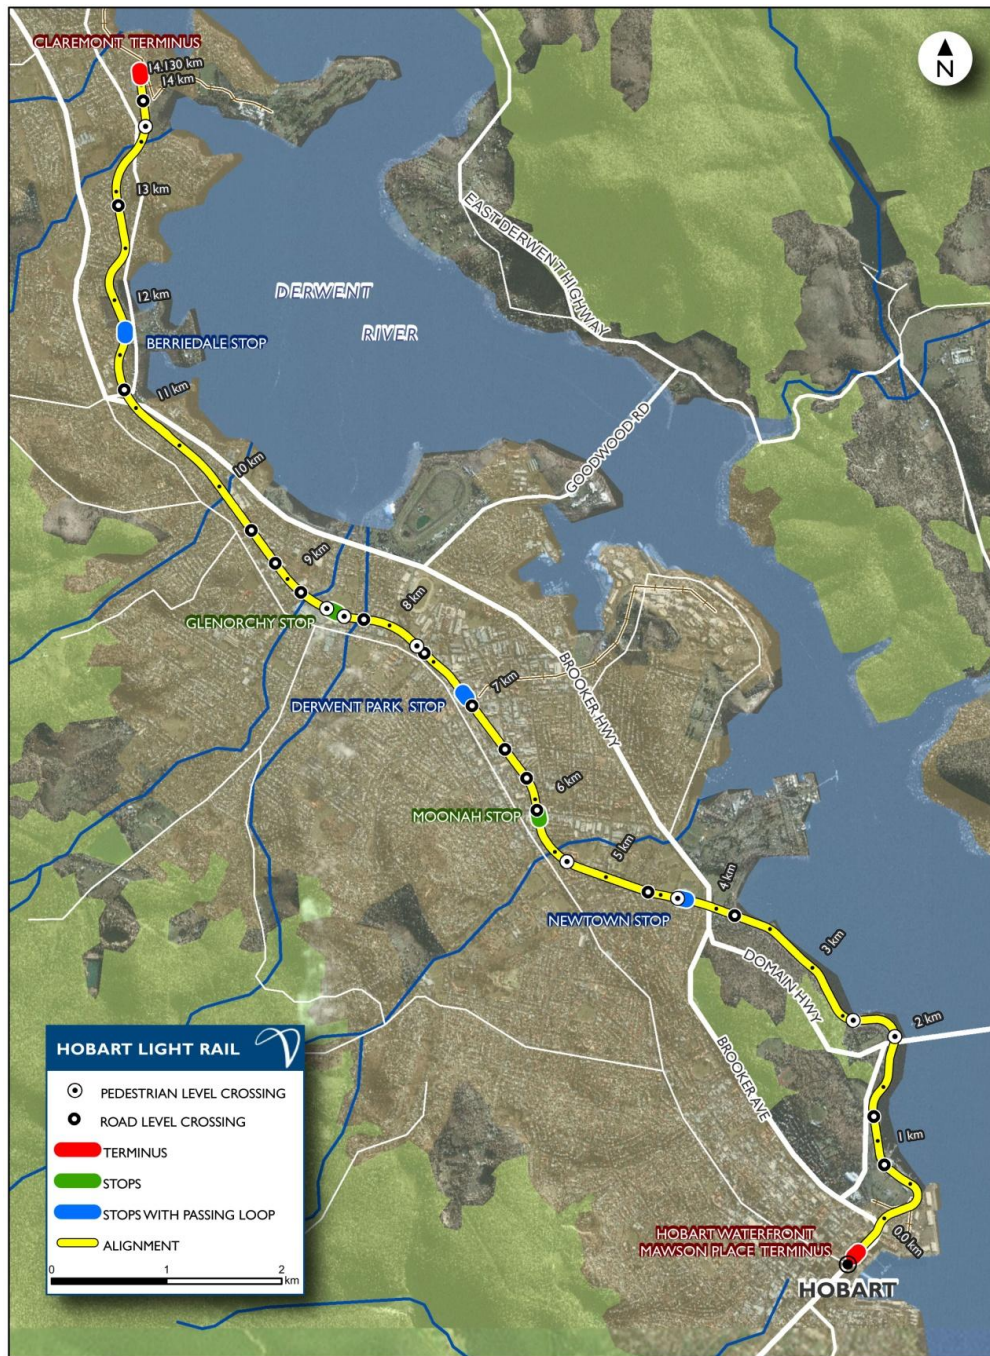 CLAREMONT TERMINUS
14.130 km
14 km
N
13 km
EAST DERWENT HIGHWAY
12 km
DERWENT
RIVER
BERRIEDALE STOP
11 km
GOODWOOD RD
10 km
9 km
8 km
GLENORCHY STOP
BROOKER HWY
7 km
DERWENT PARK STOP
6 km
MOONAH STOP
5 km
4 km
NEWTOWN STOP
3 km
DOMAIN HWY
2 km
BROOKER AVE
1 km
0.0 km
HOBART WATERFRONT
MAWSON PLACE TERMINUS
HOBART
HOBART LIGHT RAIL
PEDESTRIAN LEVEL CROSSING
ROAD LEVEL CROSSING
TERMINUS
STOPS
STOPS WITH PASSING LOOP
ALIGNMENT
0 1 2
km